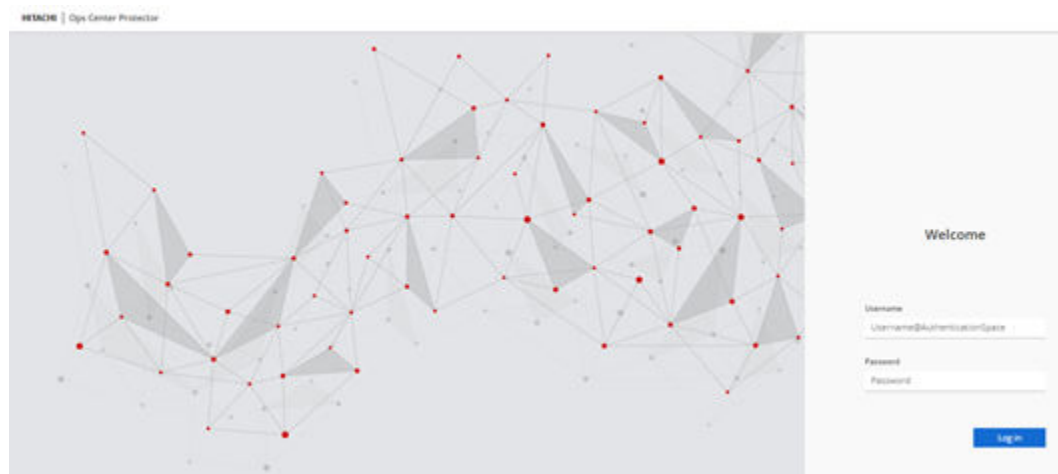 HITACHI | Ops Center Protector
Welcome
Username
Username@AuthenticationSpace
Password
Password
Log in